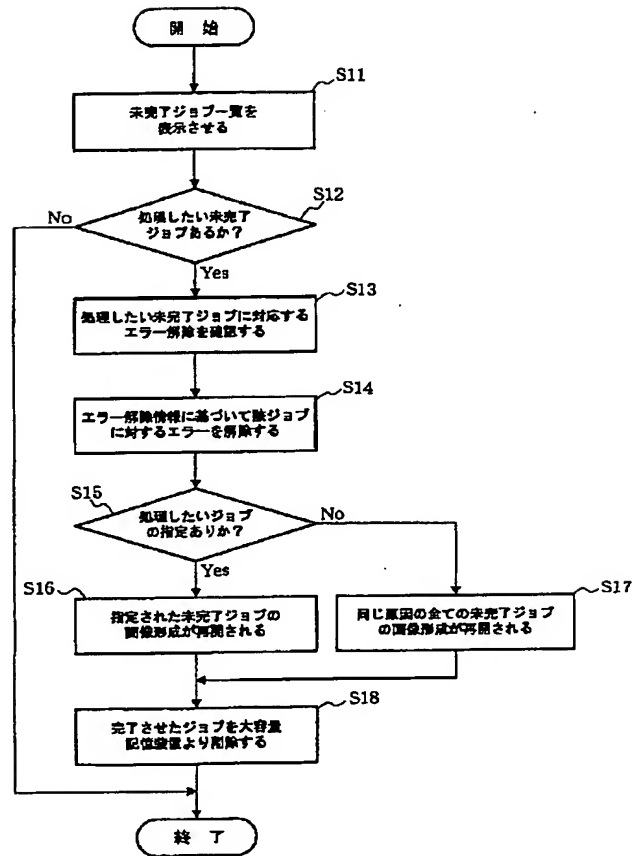 開 始
S11
未完了ジョブ一覧を
表示させる
S12
処理したい未完了
ジョブあるか？
No
Yes
S13
処理したい未完了ジョブに対応する
エラー解除を確認する
S14
エラー解除情報に基づいて該ジョブ
に対するエラーを解除する
S15
処理したいジョブ
の指定ありか？
No
Yes
S16
指定された未完了ジョブの
画像形成が再開される
S17
同じ原因の全ての未完了ジョブ
の画像形成が再開される
S18
完了させたジョブを大容量
記位装置より削除する
終 了